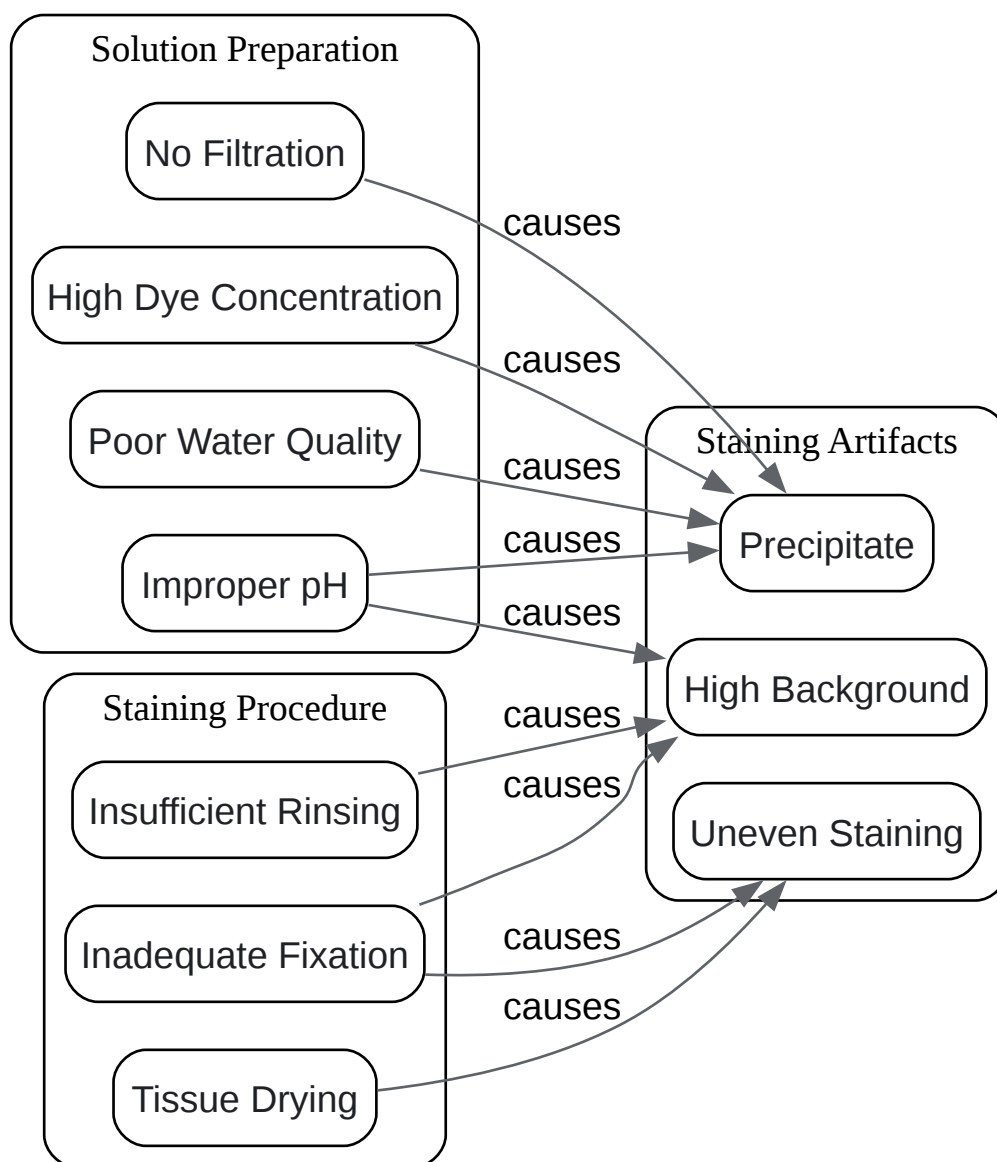 Solution Preparation
No Filtration
causes
High Dye Concentration
causes
Poor Water Quality
causes
Improper pH
causes
causes
Staining Artifacts
Precipitate
High Background
Uneven Staining
Staining Procedure
Insufficient Rinsing
causes
causes
Inadequate Fixation
causes
causes
Tissue Drying